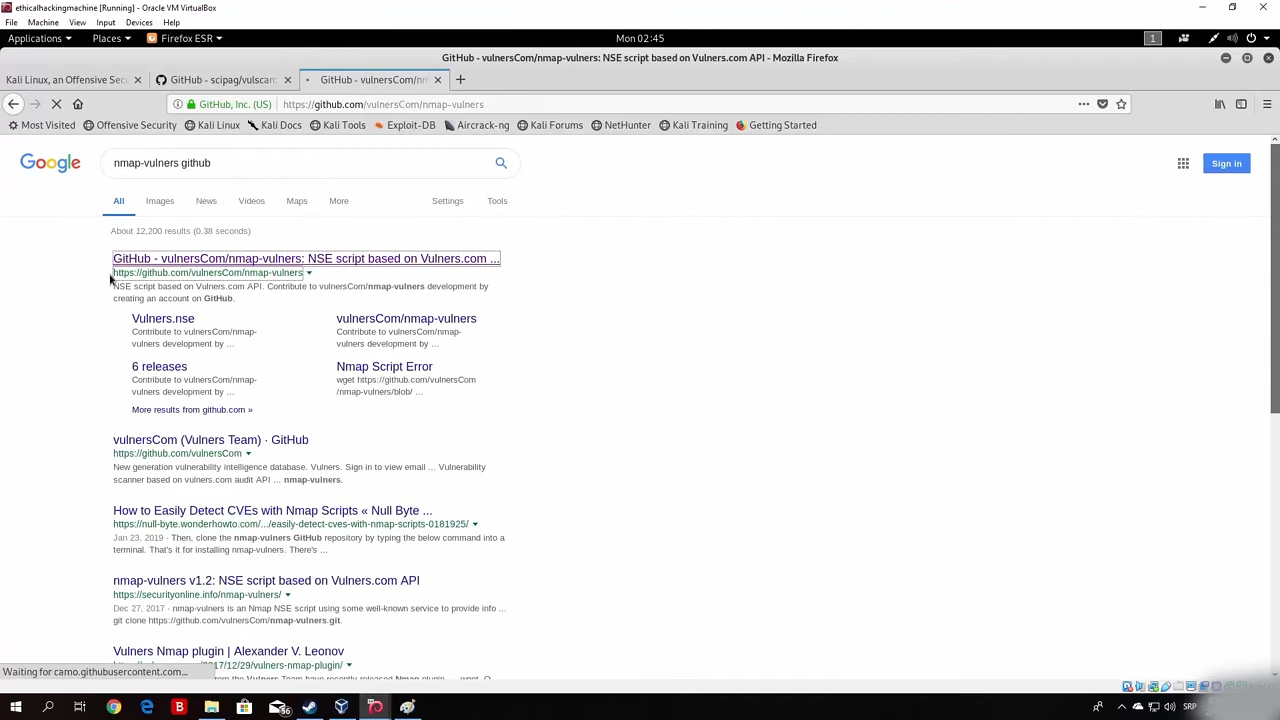 ethicalhackingmachine [Running] - Oracle VM VirtualBox
File Machine View Input Devices Help
Applications Places Firefox ESR Mon 02:45 1
GitHub - vulnersCom/nmap-vulners: NSE script based on Vulners.com API - Mozilla Firefox
Kali Linux, an Offensive Sec GitHub - scipag/vulscan: GitHub - vulnersCom/nm
GitHub, Inc. (US) https://github.com/vulnersCom/nmap-vulners
Most Visited Offensive Security Kali Linux Kali Docs Kali Tools Exploit-DB Aircrack-ng Kali Forums NetHunter Kali Training Getting Started
Google nmap-vulners github Sign in
All Images News Videos Maps More Settings Tools
About 12,200 results (0.38 seconds)
GitHub - vulnersCom/nmap-vulners: NSE script based on Vulners.com ...
https://github.com/vulnersCom/nmap-vulners
NSE script based on Vulners.com API. Contribute to vulnersCom/nmap-vulners development by
creating an account on GitHub.
Vulners.nse vulnersCom/nmap-vulners
Contribute to vulnersCom/nmap- Contribute to vulnersCom/nmap-
vulners development by ... vulners development by ...
6 releases Nmap Script Error
Contribute to vulnersCom/nmap- wget https://github.com/vulnersCom
vulners development by ... /nmap-vulners/blob/ ...
More results from github.com »
vulnersCom (Vulners Team) · GitHub
https://github.com/vulnersCom
New generation vulnerability intelligence database. Vulners. Sign in to view email ... Vulnerability
scanner based on vulners.com audit API ... nmap-vulners.
How to Easily Detect CVEs with Nmap Scripts « Null Byte ...
https://null-byte.wonderhowto.com/.../easily-detect-cves-with-nmap-scripts-0181925/
Jan 23, 2019 - Then, clone the nmap-vulners GitHub repository by typing the below command into a
terminal. That's it for installing nmap-vulners. There's ...
nmap-vulners v1.2: NSE script based on Vulners.com API
https://securityonline.info/nmap-vulners/
Dec 27, 2017 - nmap-vulners is an Nmap NSE script using some well-known service to provide info ...
git clone https://github.com/vulnersCom/nmap-vulners.git.
Vulners Nmap plugin | Alexander V. Leonov
2017/12/29/vulners-nmap-plugin/
Waiting for camo.githubusercontent.com...
SRP